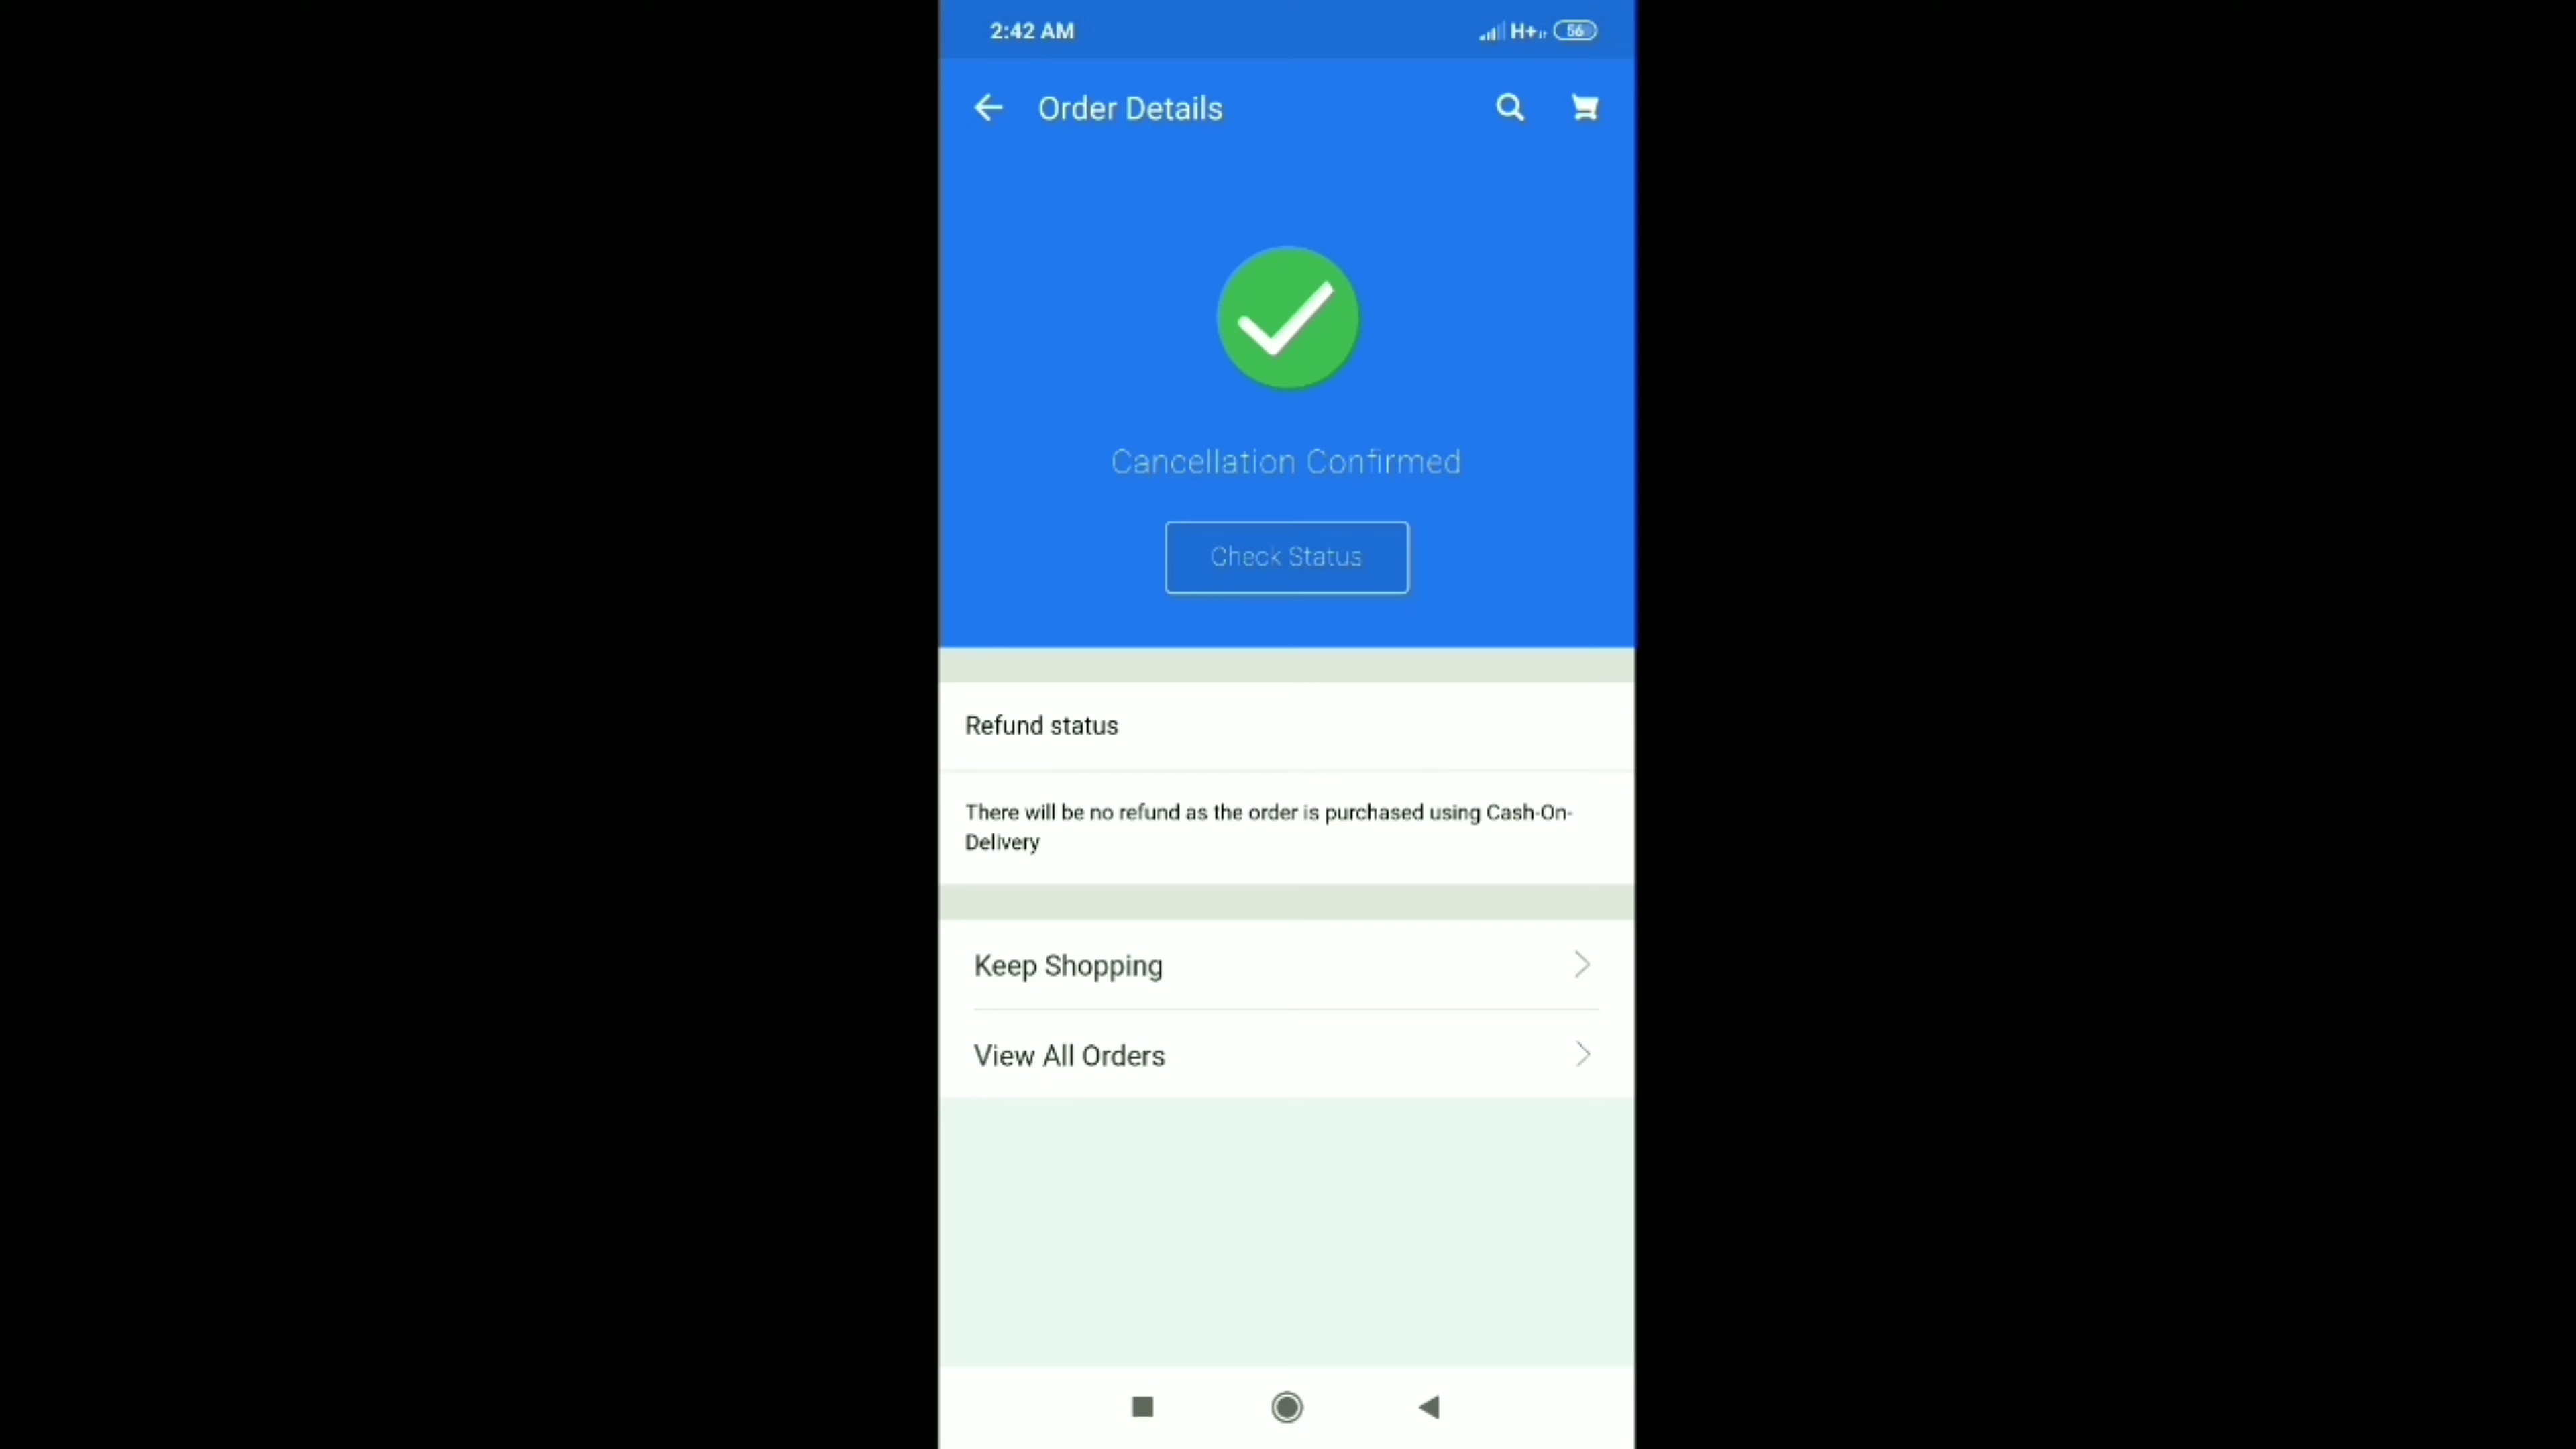 2:42 AM
H+
56
Order Details
Cancellation Confirmed
Check Status
Refund status
There will be no refund as the order is purchased using Cash-On-
Delivery
Keep Shopping
View All Orders